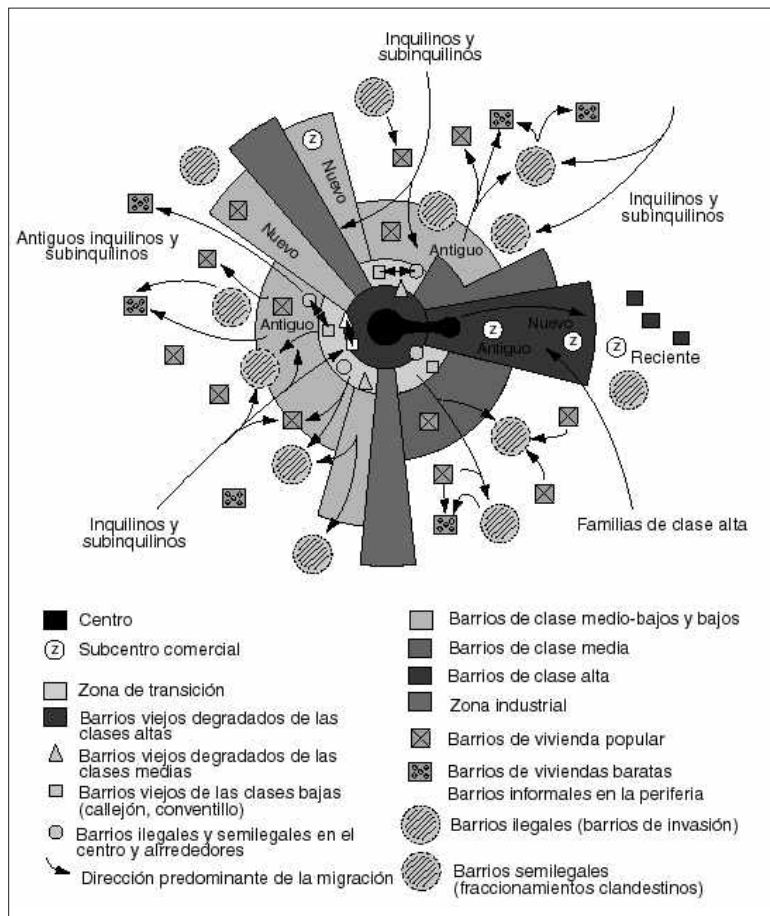 Inquilinos y
subinquilinos
Inquilinos y
subinquilinos
z
Nuevo
Nuevo
Antiguo
Inquilinos y
subinquilinos
Antiguos inquilinos y
subinquilinos
Antiguo
Nuevo
z
z
Antiguo
z
Reciente
Inquilinos y
subinquilinos
Familias de clase alta
Centro
z
Subcentro comercial
Zona de transición
Barrios viejos degradados de las
clases altas
Barrios viejos degradados de las
clases medias
Barrios viejos de las clases bajas
(callejón, conventillo)
Barrios ilegales y semilegales en el
centro y alrrededores
Dirección predominante de la migración
Barrios de clase medio-bajos y bajos
Barrios de clase media
Barrios de clase alta
Zona industrial
Barrios de vivienda popular
Barrios de viviendas baratas
Barrios informales en la periferia
Barrios ilegales (barrios de invasión)
Barrios semilegales
(fraccionamientos clandestinos)